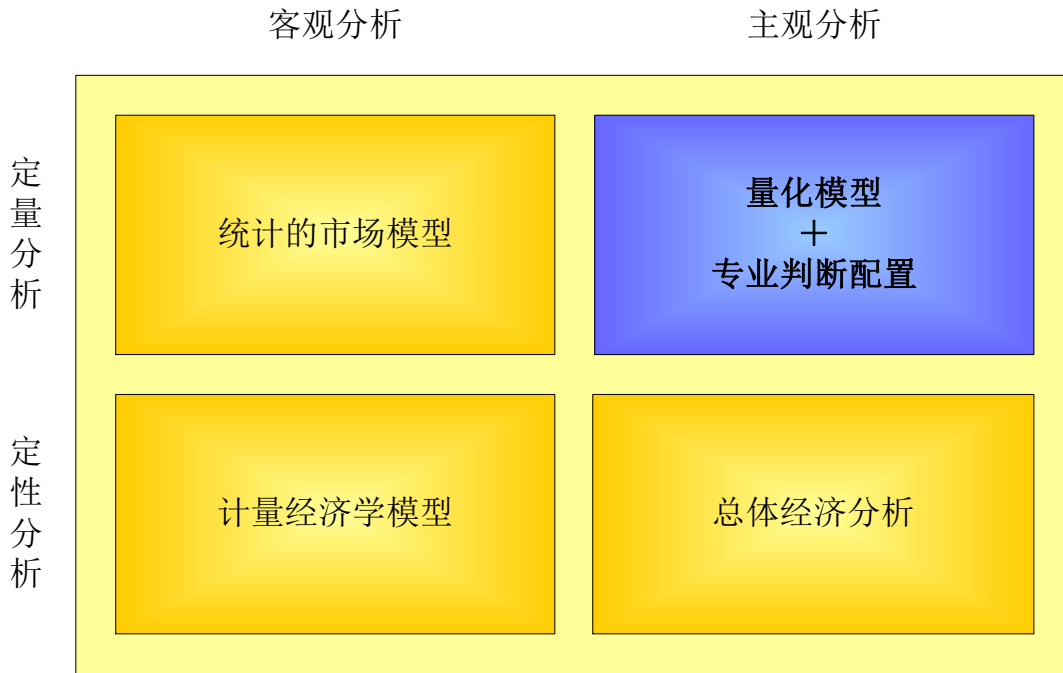 客观分析
主观分析
定量分析
统计的市场模型
量化模型
＋
专业判断配置
定性分析
计量经济学模型
总体经济分析